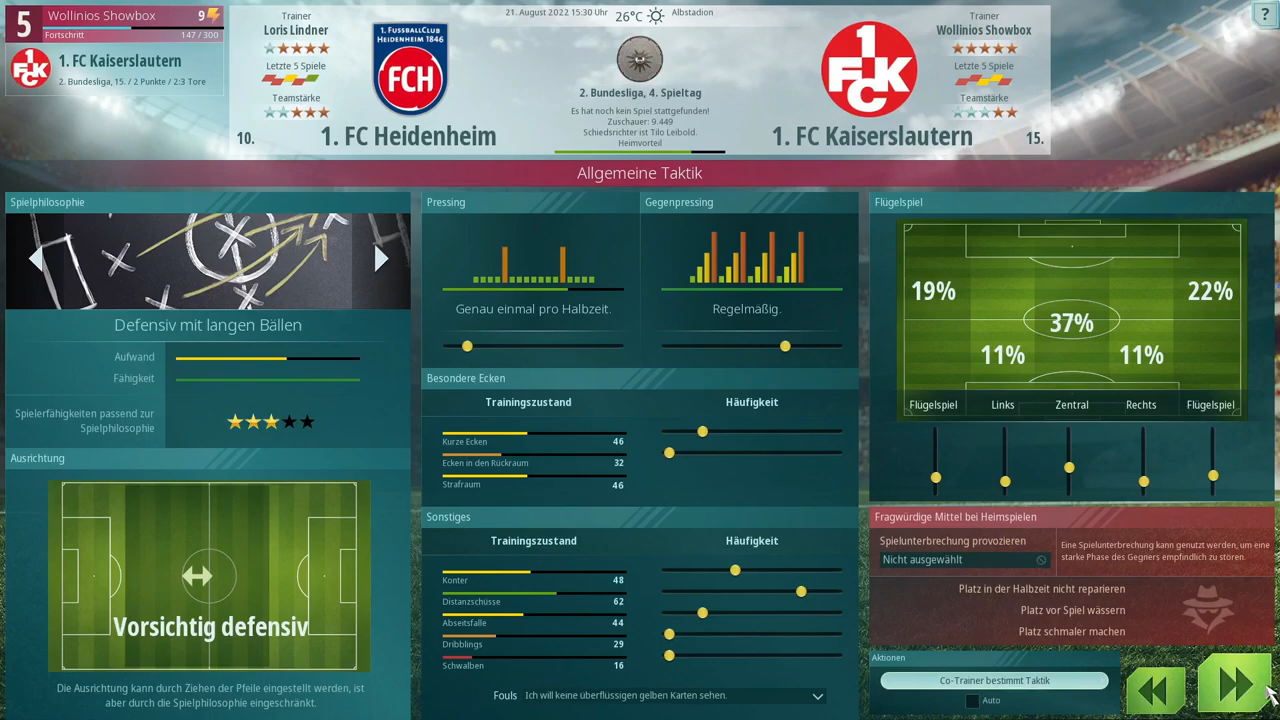 5
Wollinios Showbox
9
Fortschritt
147 / 300
1. FC Kaiserslautern
2. Bundesliga, 15. / 2 Punkte / 2:3 Tore
Trainer
Loris Lindner
Letzte 5 Spiele
Teamstärke
10.
1. FUSSBALLCLUB
HEIDENHEIM 1846
FCH
1. FC Heidenheim
21. August 2022 15:30 Uhr
26°C
Albstadion
2. Bundesliga, 4. Spieltag
Es hat noch kein Spiel stattgefunden!
Zuschauer: 9.449
Schiedsrichter ist Tilo Leibold.
Heimvorteil
1
FCK
1. FC Kaiserslautern
Trainer
Wollinios Showbox
Letzte 5 Spiele
Teamstärke
15.
?
Allgemeine Taktik
Spielphilosophie
Defensiv mit langen Bällen
Aufwand
Fähigkeit
Spielerfähigkeiten passend zur
Spielphilosophie
Ausrichtung
Vorsichtig defensiv
Die Ausrichtung kann durch Ziehen der Pfeile eingestellt werden, ist
aber durch die Spielphilosophie eingeschränkt.
Pressing
Genau einmal pro Halbzeit.
Gegenpressing
Regelmäßig.
Besondere Ecken
Trainingszustand
Häufigkeit
Kurze Ecken
46
Ecken in den Rückraum
32
Strafraum
46
Sonstiges
Trainingszustand
Häufigkeit
Konter
48
Distanzschüsse
62
Abseitsfalle
44
Dribblings
29
Schwalben
16
Fouls
Ich will keine überflüssigen gelben Karten sehen.
Flügelspiel
19%
22%
37%
11%
11%
Flügelspiel
Links
Zentral
Rechts
Flügelspiel
Fragwürdige Mittel bei Heimspielen
Spielunterbrechung provozieren
Nicht ausgewählt
Eine Spielunterbrechung kann genutzt werden, um eine
starke Phase des Gegners empfindlich zu stören.
Platz in der Halbzeit nicht reparieren
Platz vor Spiel wässern
Platz schmaler machen
Aktionen
Co-Trainer bestimmt Taktik
Auto